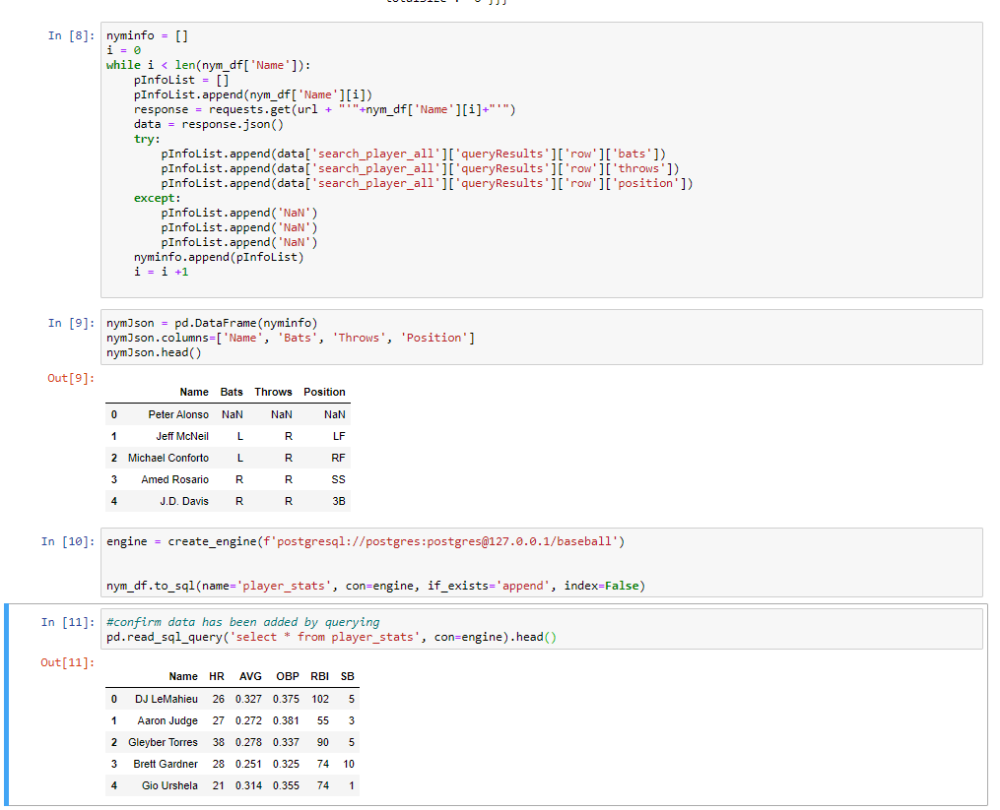 In [8]: nyminfo = []
i = 0
while i < len(nym_df['Name']):
    pInfoList = []
    pInfoList.append(nym_df['Name'][i])
    response = requests.get(url + "'"+nym_df['Name'][i]+"'")
    data = response.json()
    try:
        pInfoList.append(data['search_player_all']['queryResults']['row']['bats'])
        pInfoList.append(data['search_player_all']['queryResults']['row']['throws'])
        pInfoList.append(data['search_player_all']['queryResults']['row']['position'])
    except:
        pInfoList.append('NaN')
        pInfoList.append('NaN')
        pInfoList.append('NaN')
    nyminfo.append(pInfoList)
    i = i +1
In [9]: nymJson = pd.DataFrame(nyminfo)
nymJson.columns=['Name', 'Bats', 'Throws', 'Position']
nymJson.head()
Out[9]:
Name Bats Throws Position
0 Peter Alonso NaN NaN NaN
1 Jeff McNeil L R LF
2 Michael Conforto L R RF
3 Amed Rosario R R SS
4 J.D. Davis R R 3B
In [10]: engine = create_engine(f'postgresql://postgres:postgres@127.0.0.1/baseball')
nym_df.to_sql(name='player_stats', con=engine, if_exists='append', index=False)
In [11]: #confirm data has been added by querying
pd.read_sql_query('select * from player_stats', con=engine).head()
Out[11]:
Name HR AVG OBP RBI SB
0 DJ LeMahieu 26 0.327 0.375 102 5
1 Aaron Judge 27 0.272 0.381 55 3
2 Gleyber Torres 38 0.278 0.337 90 5
3 Brett Gardner 28 0.251 0.325 74 10
4 Gio Urshela 21 0.314 0.355 74 1